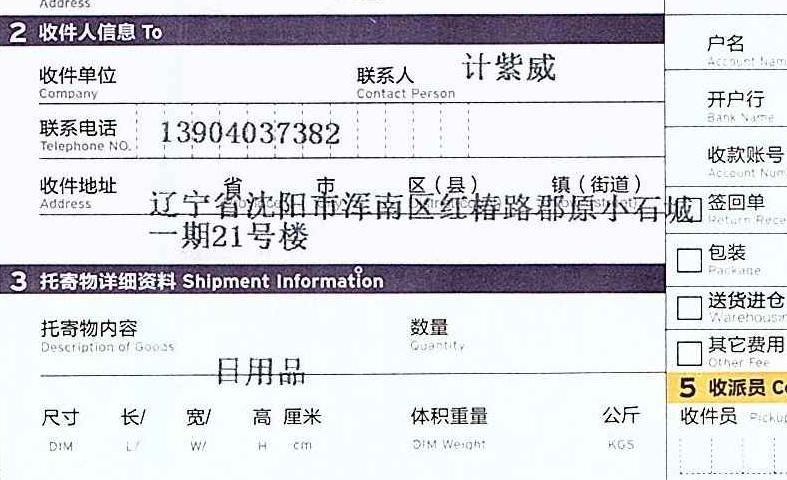 Address
2 收件人信息 To
收件单位 联系人 计紫威
Company Contact Person
联系电话 13904037382
Telephone NO.
收件地址 省 市 区（县） 镇（街道）
Address
辽宁省沈阳市浑南区红椿路郡原小石城
一期21号楼
3 托寄物详细资料 Shipment Information
托寄物内容 数量
Description of Goods Quantity
日用品
尺寸 长/ 宽/ 高 厘米 体积重量 公斤
DIM L/ W/ H cm DIM Weight KGS
户名
Account Nam
开户行
Bank Name
收款账号
Account Num
签回单
Return Rece
包装
Package
送货进仓
Warehousin
其它费用
Other Fee
5 收派员 Co
收件员 Pickup